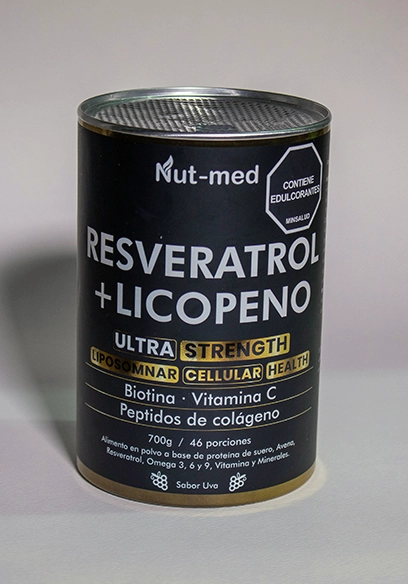 Nut-med
CONTIENE
EDULCORANTES
MINSALUD
RESVERATROL
+LICOPENO
ULTRA STRENGTH
LIPOSOMNAR CELLULAR HEALTH
Biotina · Vitamina C
Peptidos de colágeno
700g / 46 porciones
Alimento en polvo a base de proteina de suero, Avena,
Resveratrol, Omega 3, 6 y 9, Vitamina y Minerales.
Sabor Uva